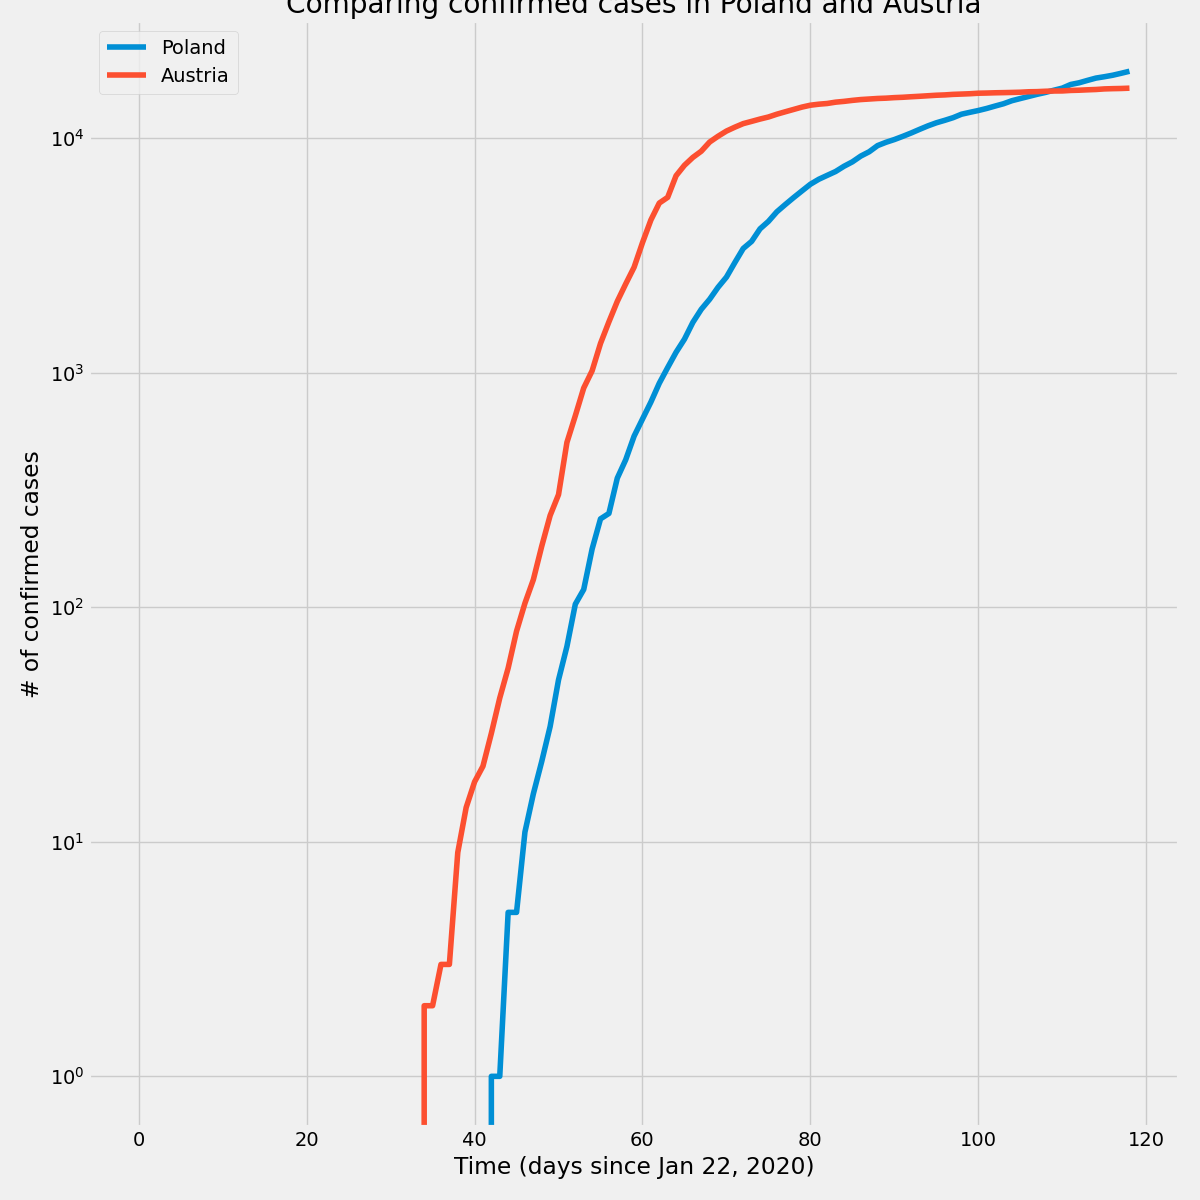 Comparing confirmed cases in Poland and Austria
Poland
Austria
# of confirmed cases
10⁴
10³
10²
10¹
10⁰
0 20 40 60 80 100 120
Time (days since Jan 22, 2020)